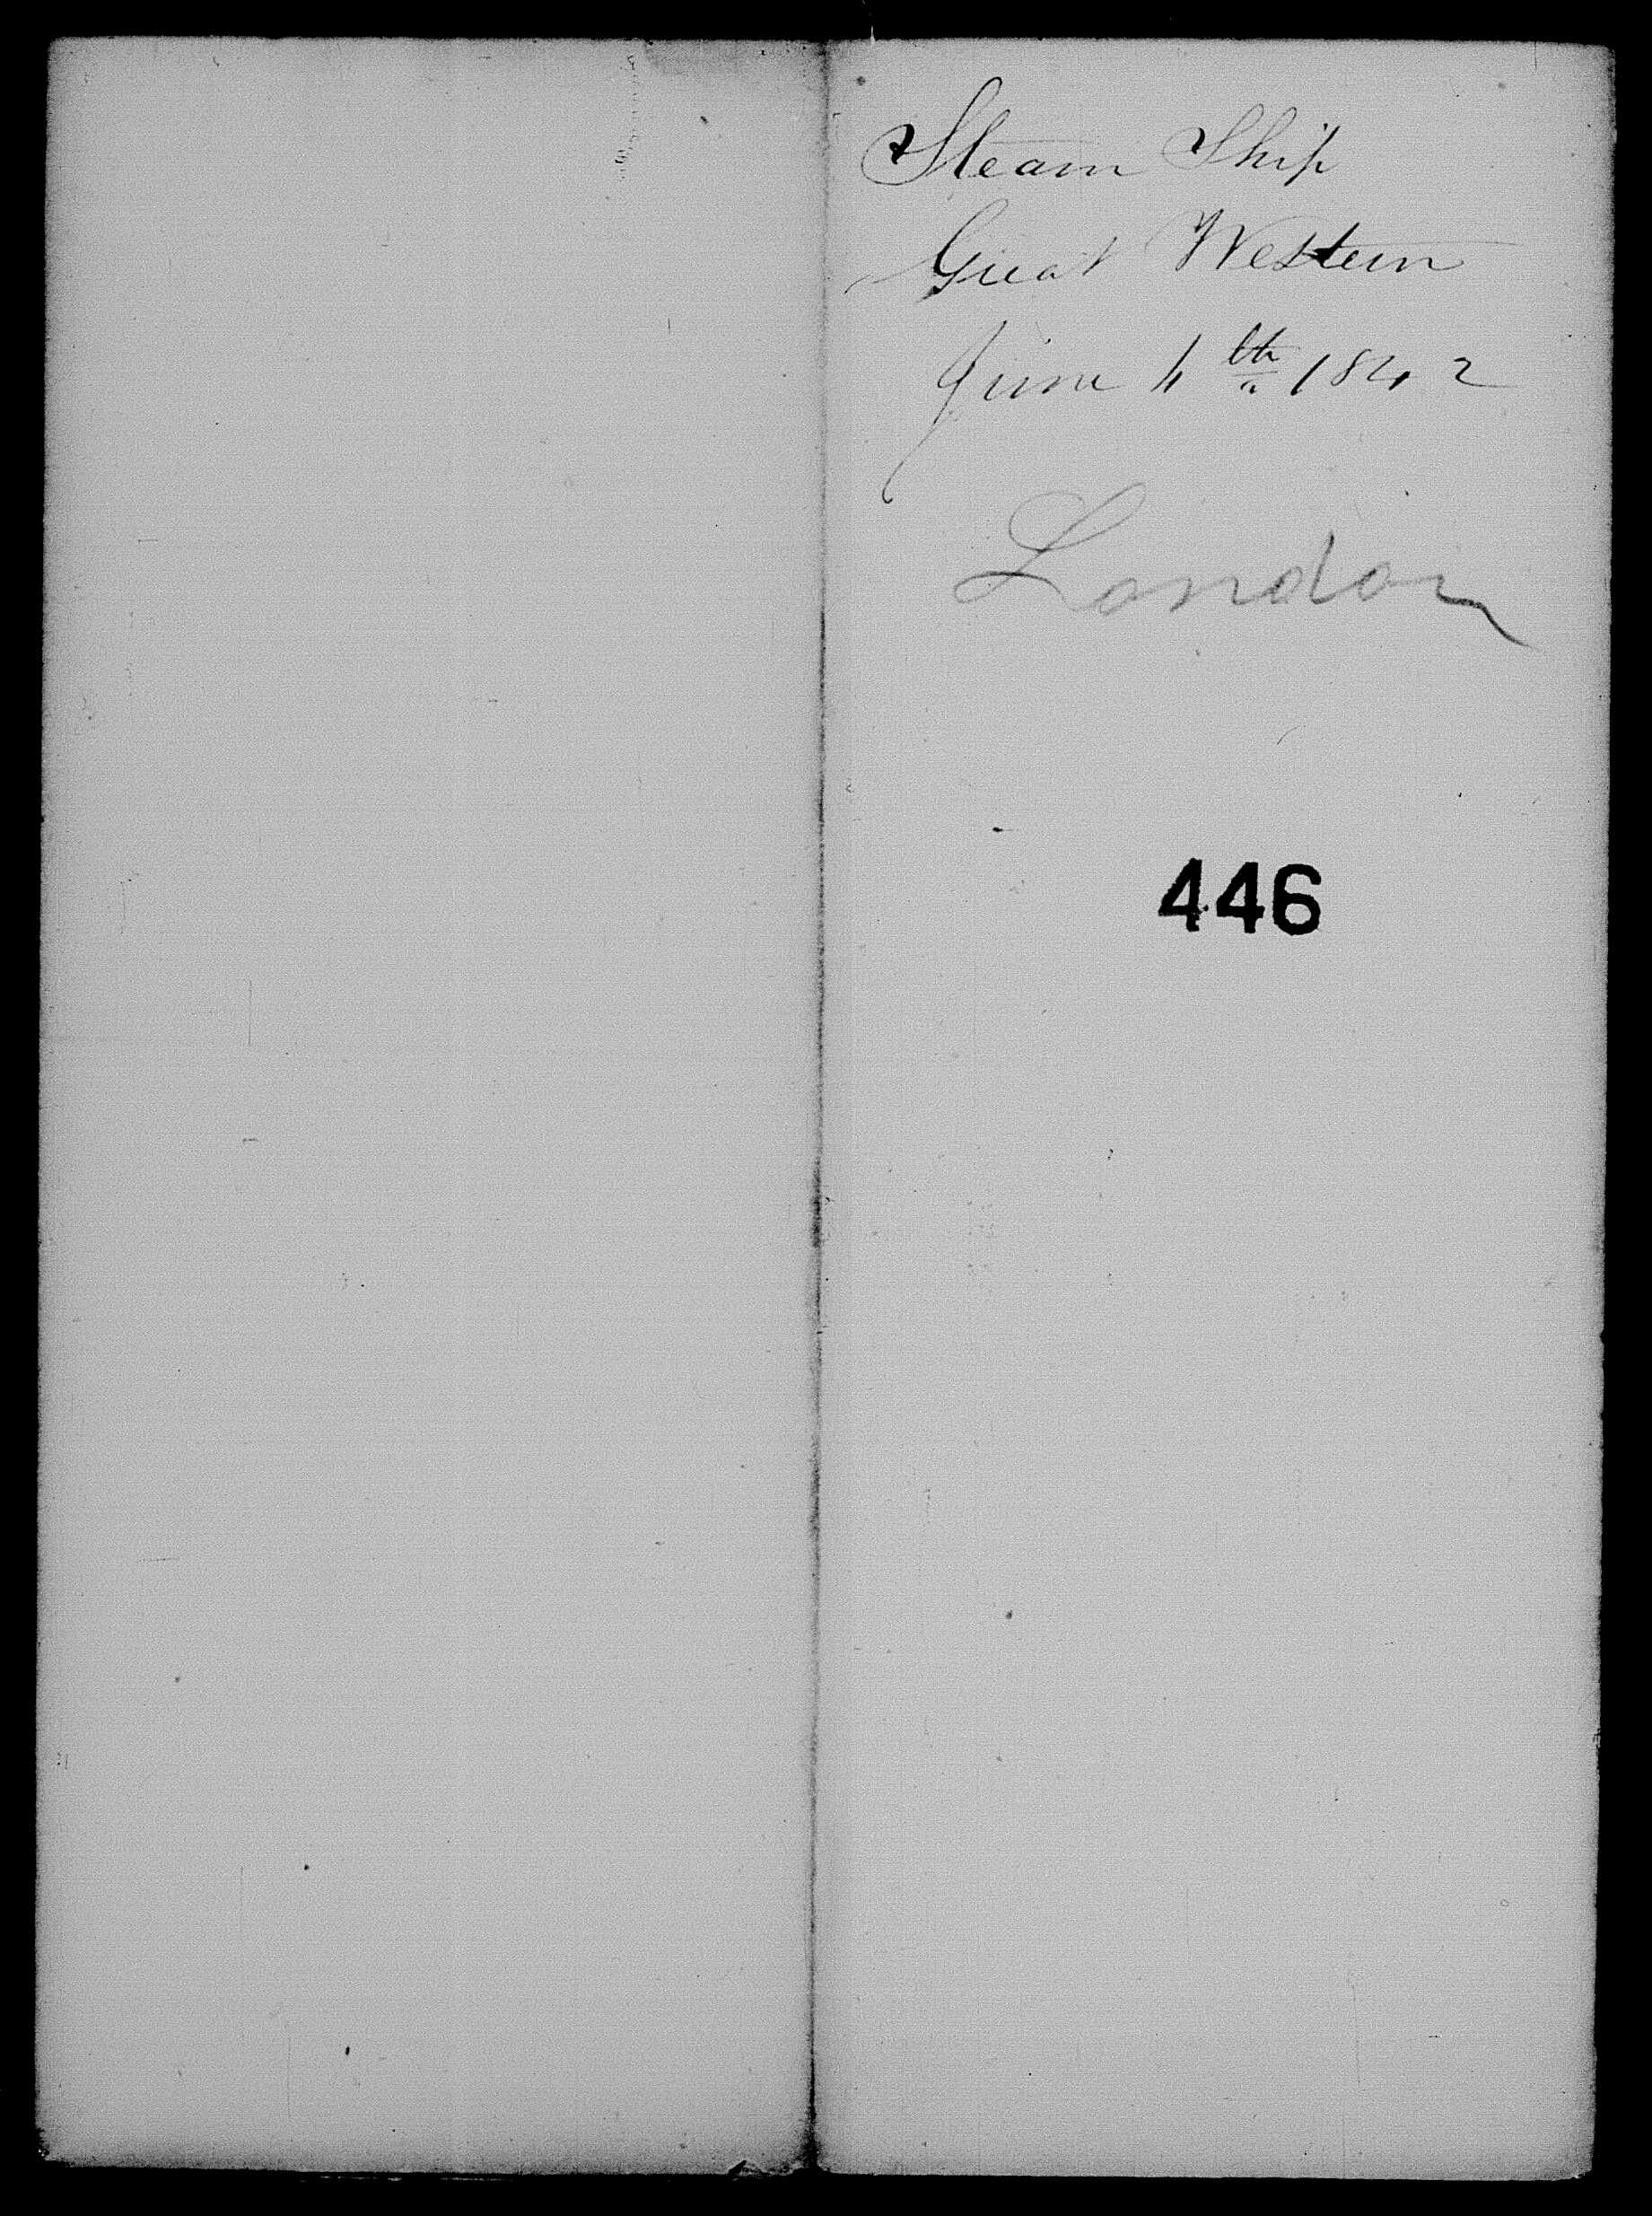 Steam Ship
Great Western
June 4th 1842
London
446